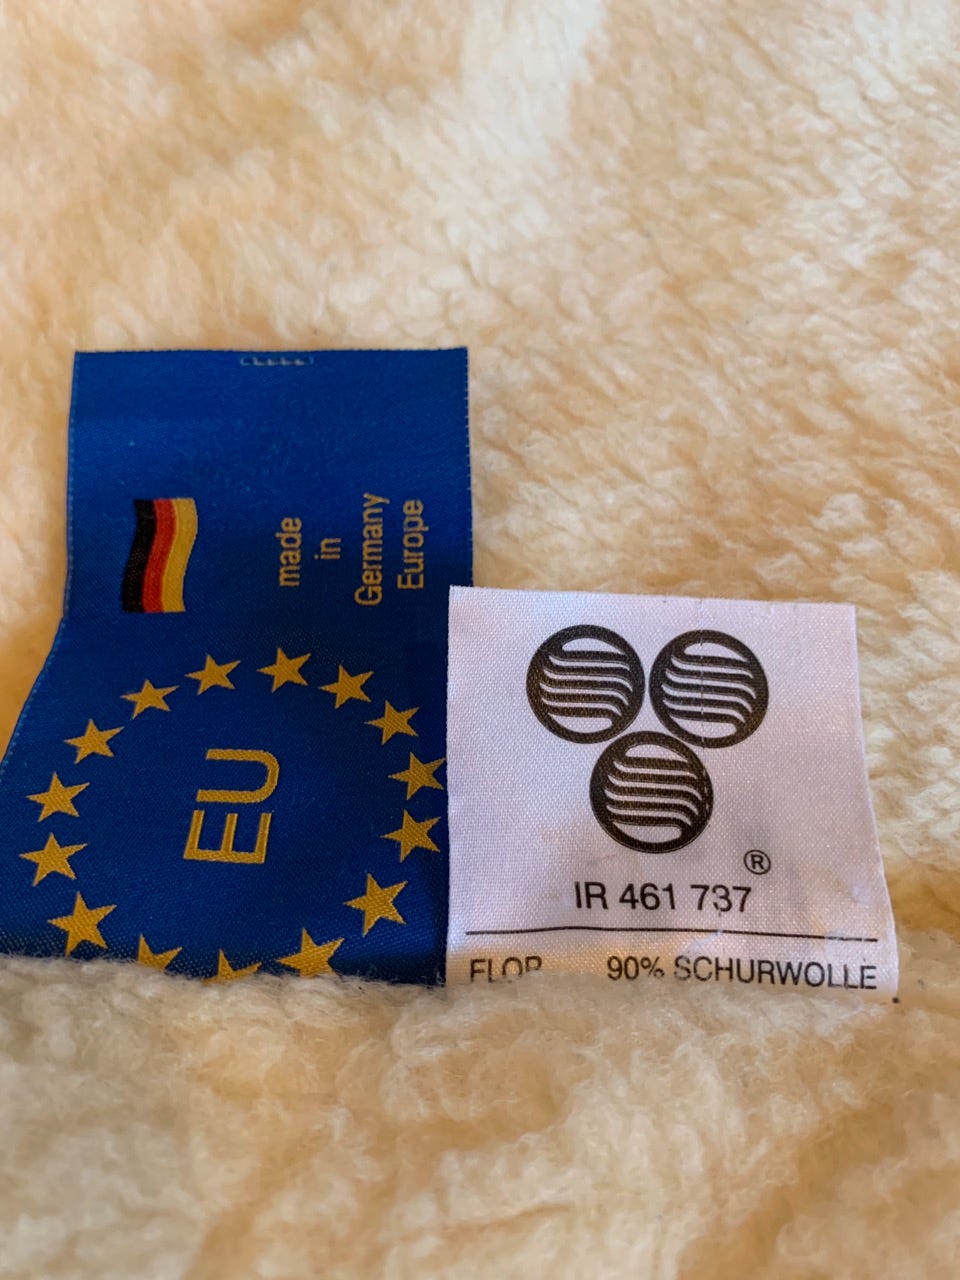 made
in
Germany
Europe
EU
®
IR 461 737
FLOR 90% SCHURWOLLE